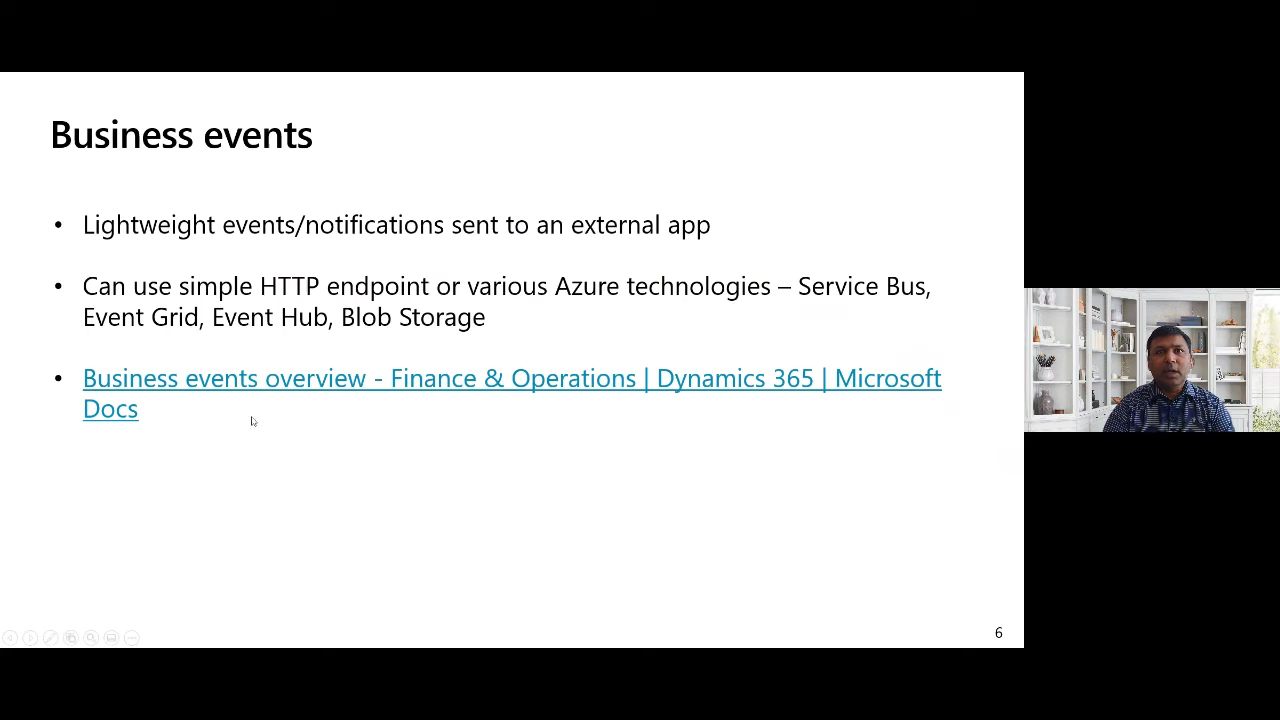 Business events
• Lightweight events/notifications sent to an external app
• Can use simple HTTP endpoint or various Azure technologies – Service Bus,
Event Grid, Event Hub, Blob Storage
• Business events overview - Finance & Operations | Dynamics 365 | Microsoft
Docs
6